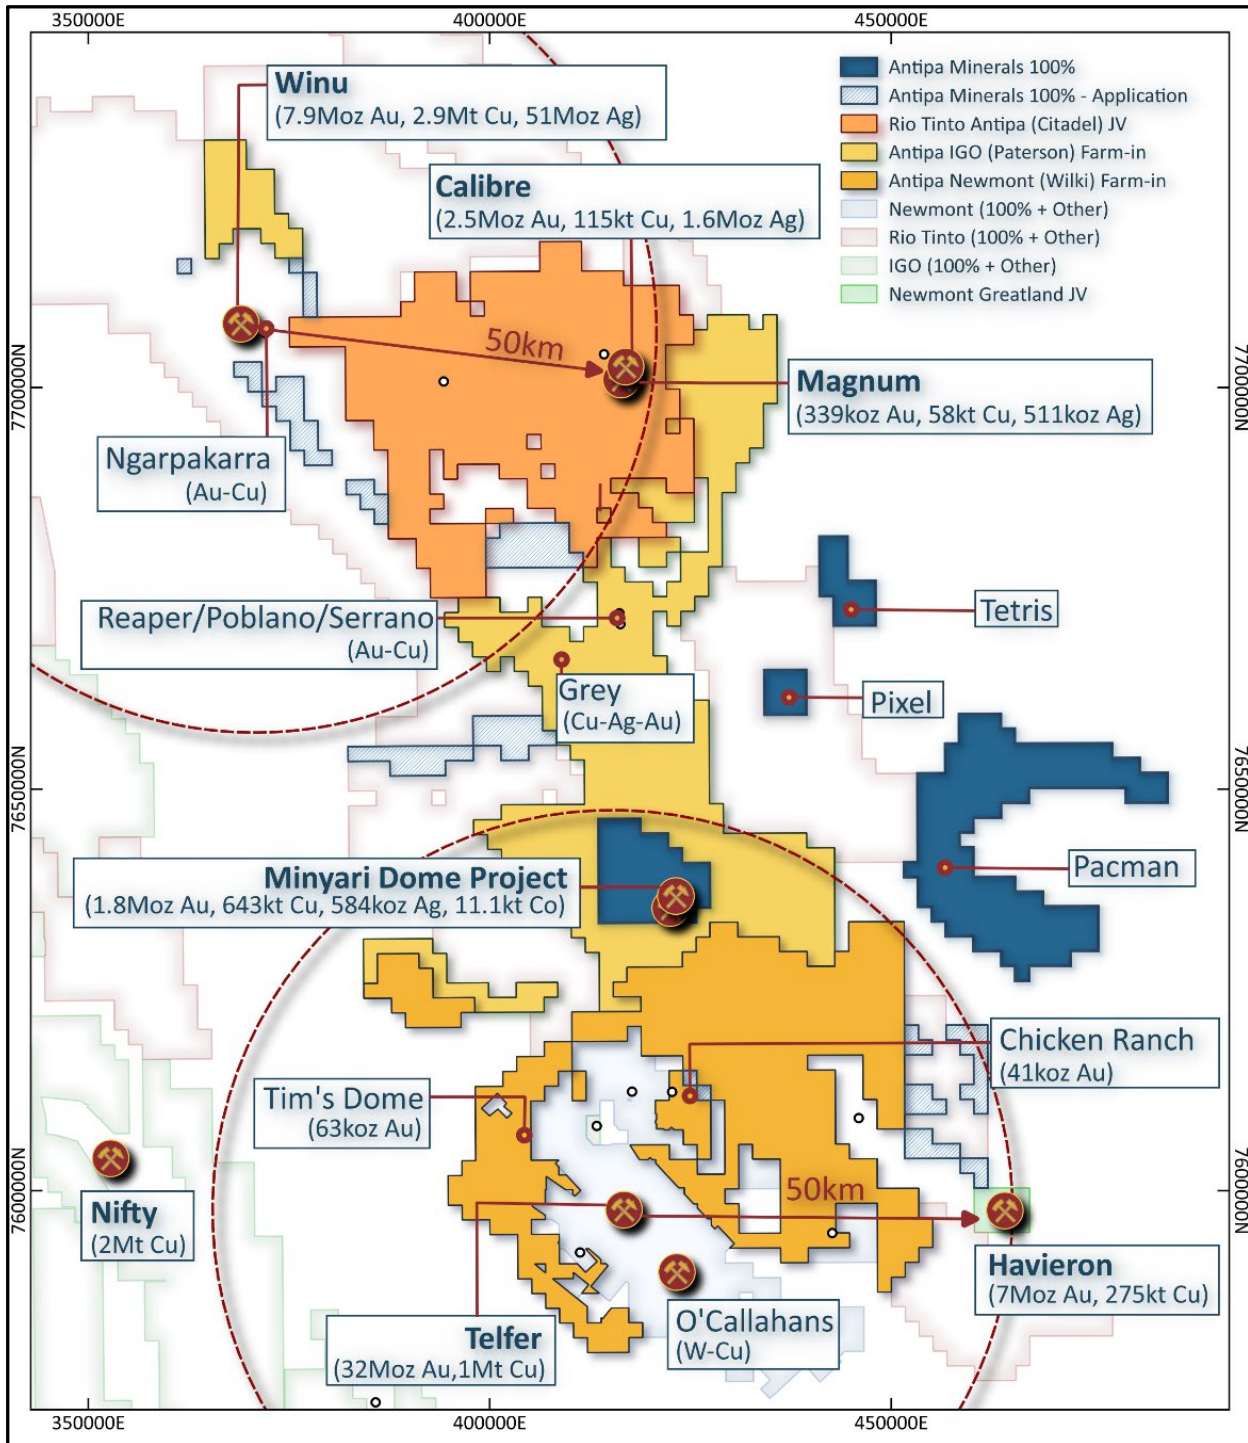 350000E
400000E
450000E
Winu
(7.9Moz Au, 2.9Mt Cu, 51Moz Ag)
Antipa Minerals 100%
Antipa Minerals 100% - Application
Rio Tinto Antipa (Citadel) JV
Antipa IGO (Paterson) Farm-in
Antipa Newmont (Wilki) Farm-in
Newmont (100% + Other)
Rio Tinto (100% + Other)
IGO (100% + Other)
Newmont Greatland JV
Calibre
(2.5Moz Au, 115kt Cu, 1.6Moz Ag)
50km
7700000N
7700000N
Magnum
(339koz Au, 58kt Cu, 511koz Ag)
Ngarpakarra
(Au-Cu)
Reaper/Poblano/Serrano
(Au-Cu)
Tetris
Grey
(Cu-Ag-Au)
Pixel
7650000N
7650000N
Minyari Dome Project
(1.8Moz Au, 643kt Cu, 584koz Ag, 11.1kt Co)
Pacman
Chicken Ranch
(41koz Au)
Tim's Dome
(63koz Au)
7600000N
7600000N
50km
Nifty
(2Mt Cu)
Havieron
(7Moz Au, 275kt Cu)
Telfer
(32Moz Au,1Mt Cu)
O'Callahans
(W-Cu)
350000E
400000E
450000E